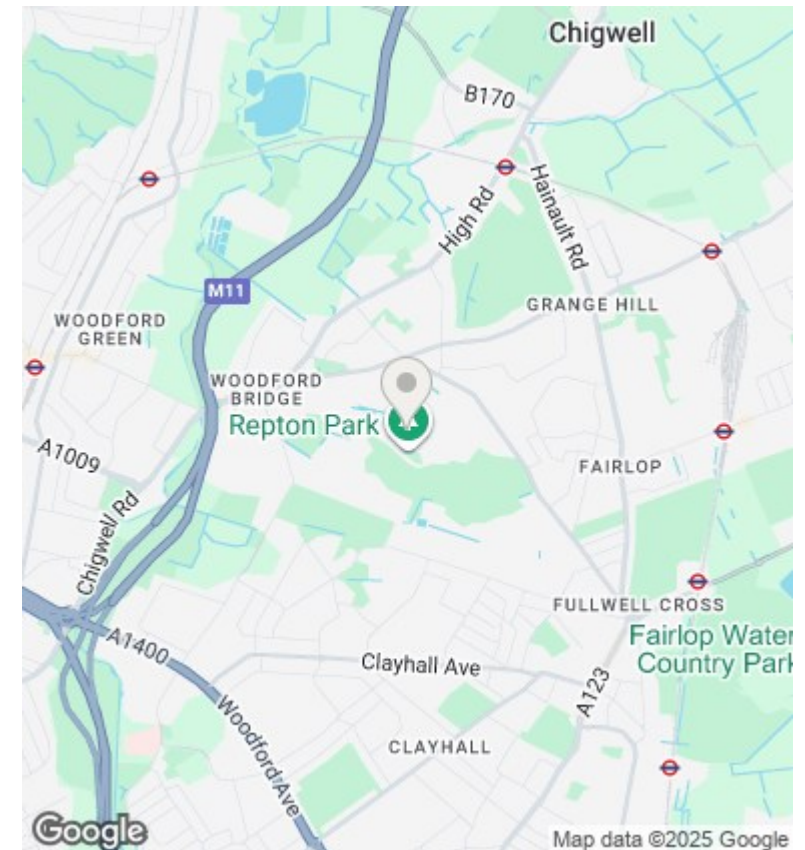 Chigwell
B170
High Rd
Hainault Rd
M11
GRANGE HILL
WOODFORD
GREEN
WOODFORD
BRIDGE
Repton Park
A1009
FAIRLOP
Chigwell Rd
FULLWELL CROSS
A1400
Fairlop Water
Country Park
Clayhall Ave
A123
Woodford Ave
CLAYHALL
Google
Map data ©2025 Google